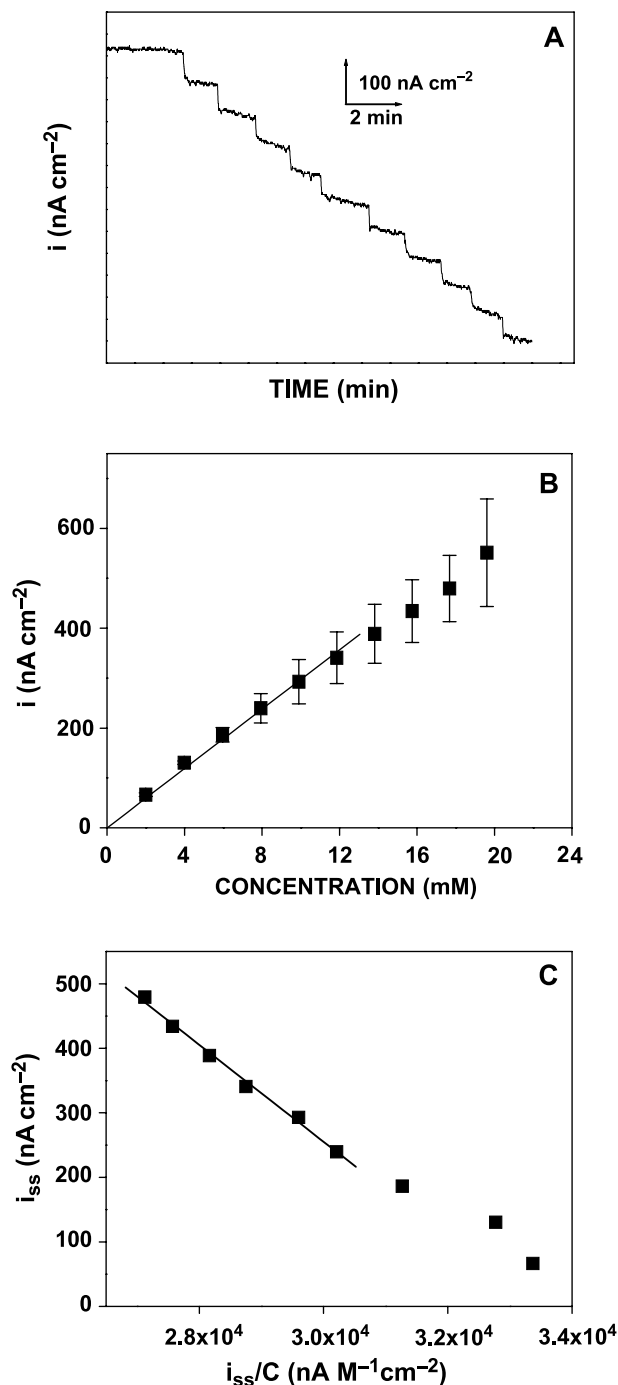 A
100 nA cm⁻²
2 min
i (nA cm⁻²)
TIME (min)
B
600
400
200
0
i (nA cm⁻²)
0 4 8 12 16 20 24
CONCENTRATION (mM)
C
500
400
300
200
100
0
iss (nA cm⁻²)
2.8x10⁴ 3.0x10⁴ 3.2x10⁴ 3.4x10⁴
iss/C (nA M⁻¹cm⁻²)